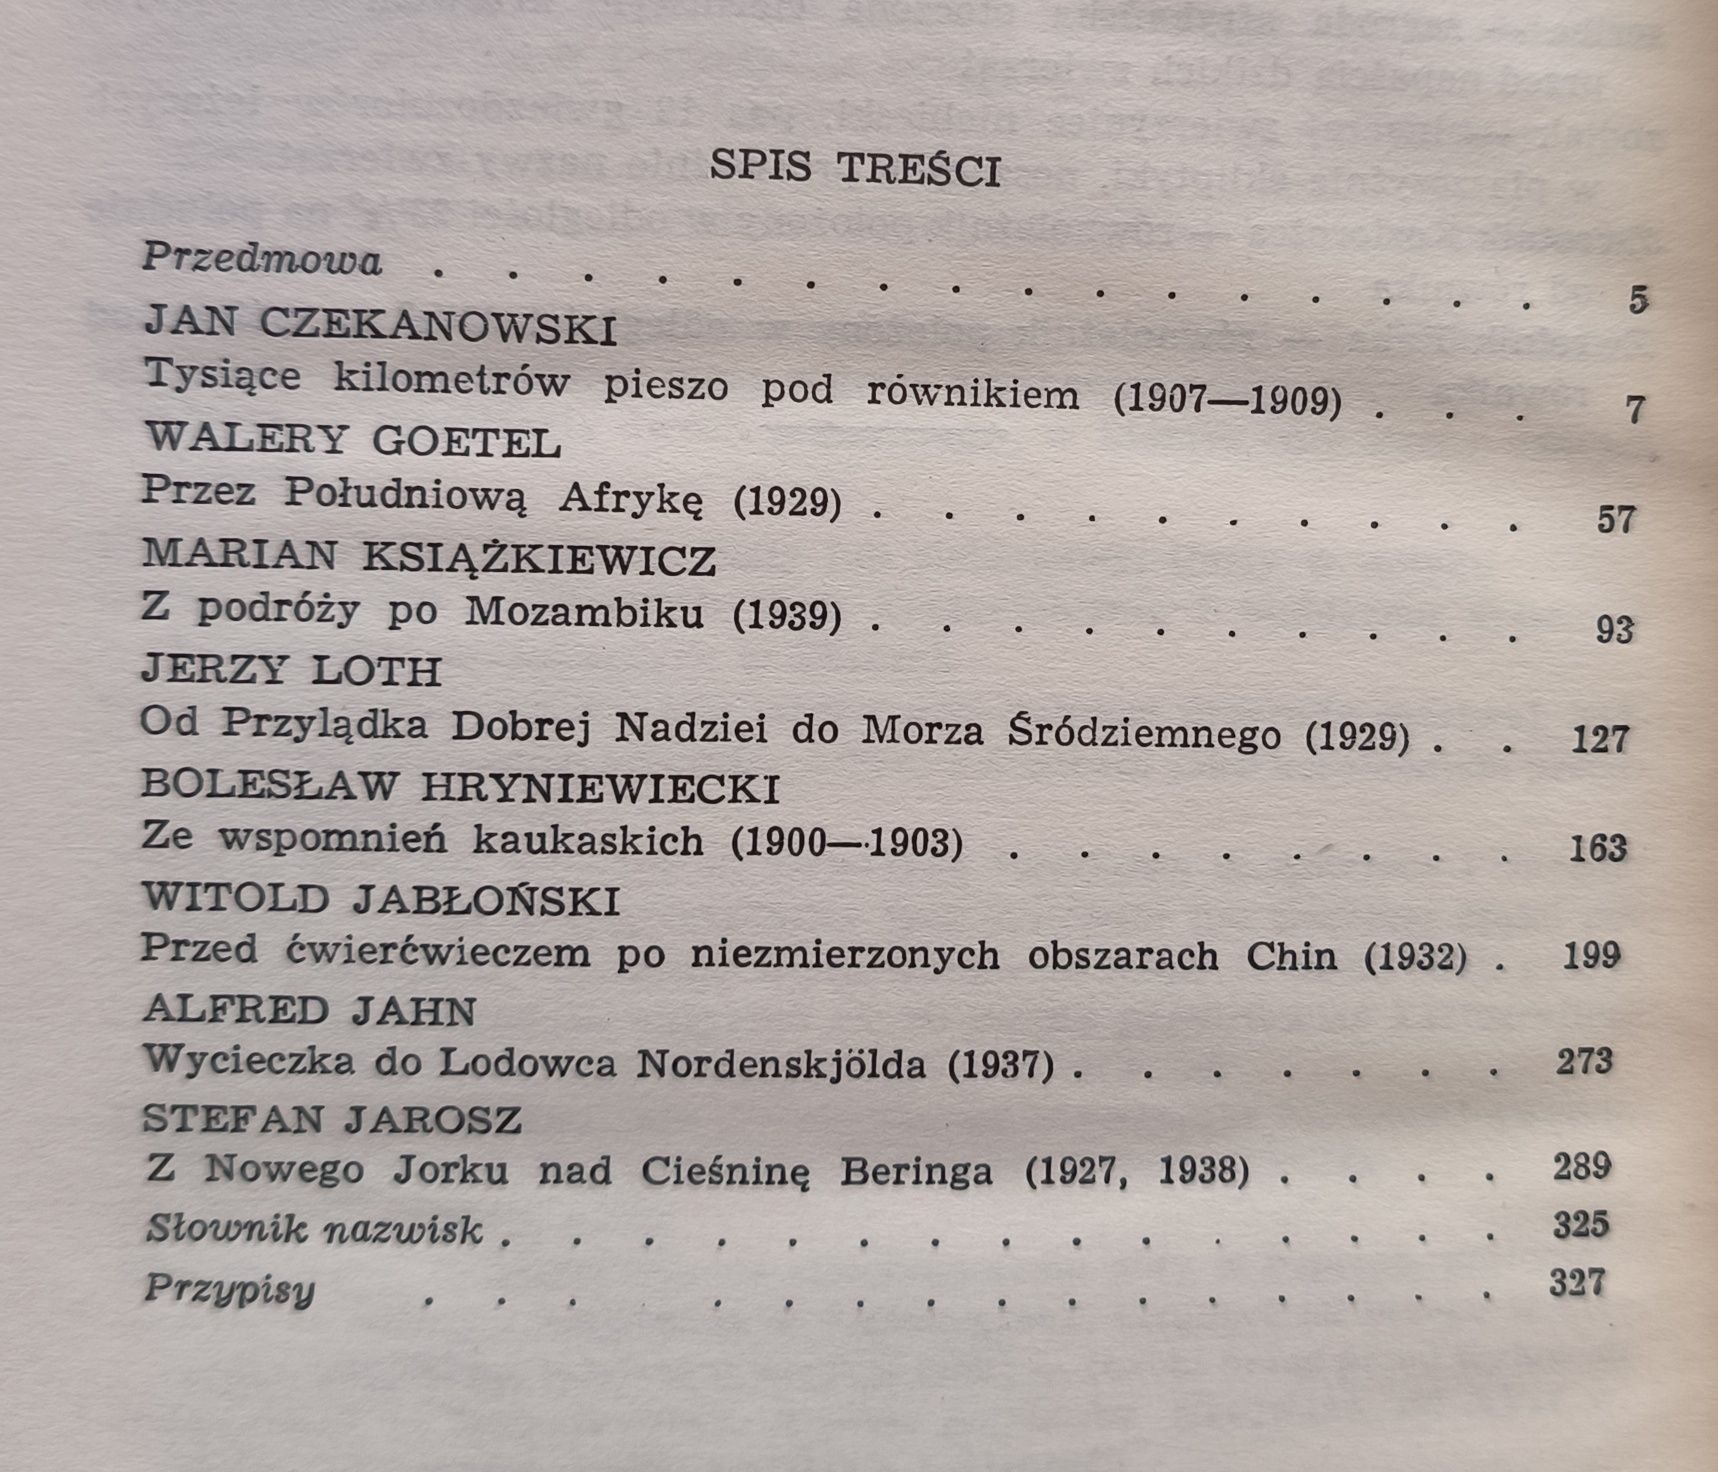 SPIS TREŚCI
Przedmowa . . . . . . . . . . . . . . . . 5
JAN CZEKANOWSKI
Tysiące kilometrów pieszo pod równikiem (1907—1909) . . . 7
WALERY GOETEL
Przez Południową Afrykę (1929) . . . . . . . . . . 57
MARIAN KSIĄŻKIEWICZ
Z podróży po Mozambiku (1939) . . . . . . . . . . 93
JERZY LOTH
Od Przylądka Dobrej Nadziei do Morza Śródziemnego (1929) . . 127
BOLESŁAW HRYNIEWIECKI
Ze wspomnień kaukaskich (1900—1903) . . . . . . . . 163
WITOLD JABŁOŃSKI
Przed ćwierćwieczem po niezmierzonych obszarach Chin (1932) . 199
ALFRED JAHN
Wycieczka do Lodowca Nordenskjölda (1937) . . . . . . . 273
STEFAN JAROSZ
Z Nowego Jorku nad Cieśninę Beringa (1927, 1938) . . . . 289
Słownik nazwisk . . . . . . . . . . . . . . . 325
Przypisy . . . . . . . . . . . . . . . 327